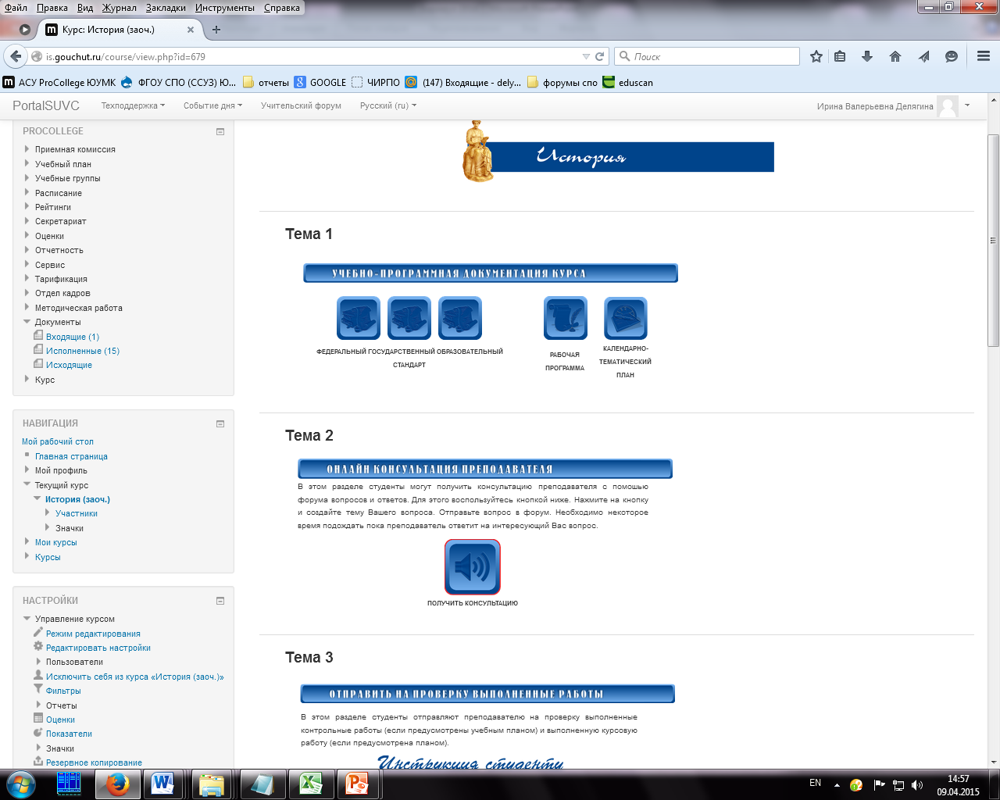 Файл Правка Вид Журнал Закладки Инструменты Справка
Курс: История (заоч.)
is.gouchut.ru/course/view.php?id=679
Поиск
АСУ ProCollege ЮУМК
ФГОУ СПО (ССУЗ) Ю...
отчеты
GOOGLE
ЧИРПО
(147) Входящие - dely...
форумы спо
eduscan
PortalSUVC
Техподдержка
Событие дня
Учительский форум
Русский (ru)
Ирина Валерьевна Делягина
PROCOLLEGE
Приемная комиссия
Учебный план
Учебные группы
Расписание
Рейтинги
Секретариат
Оценки
Отчетность
Сервис
Тарификация
Отдел кадров
Методическая работа
Документы
Входящие (1)
Исполненные (15)
Исходящие
Курс
НАВИГАЦИЯ
Мой рабочий стол
Главная страница
Мой профиль
Текущий курс
История (заоч.)
Участники
Значки
Мои курсы
Курсы
НАСТРОЙКИ
Управление курсом
Режим редактирования
Редактировать настройки
Пользователи
Исключить себя из курса «История (заоч.)»
Фильтры
Отчеты
Оценки
Показатели
Значки
Резервное копирование
История
Тема 1
УЧЕБНО-ПРОГРАММНАЯ ДОКУМЕНТАЦИЯ КУРСА
ФЕДЕРАЛЬНЫЙ ГОСУДАРСТВЕННЫЙ ОБРАЗОВАТЕЛЬНЫЙ
СТАНДАРТ
РАБОЧАЯ
ПРОГРАММА
КАЛЕНДАРНО-
ТЕМАТИЧЕСКИЙ
ПЛАН
Тема 2
ОНЛАЙН КОНСУЛЬТАЦИЯ ПРЕПОДАВАТЕЛЯ
В этом разделе студенты могут получить консультацию преподавателя с помошью
форума вопросов и ответов. Для этого воспользуйтесь кнопкой ниже. Нажмите на кнопку
и создайте тему Вашего вопроса. Отправьте вопрос в форум. Необходимо некоторое
время подождать пока преподаватель ответит на интересующий Вас вопрос.
ПОЛУЧИТЬ КОНСУЛЬТАЦИЮ
Тема 3
ОТПРАВИТЬ НА ПРОВЕРКУ ВЫПОЛНЕННЫЕ РАБОТЫ
В этом разделе студенты отправляют преподавателю на проверку выполненные
контрольные работы (если предусмотрены учебным планом) и выполненную курсовую
работу (если предусмотрена планом).
Инструкция студенту
EN
14:57
09.04.2015